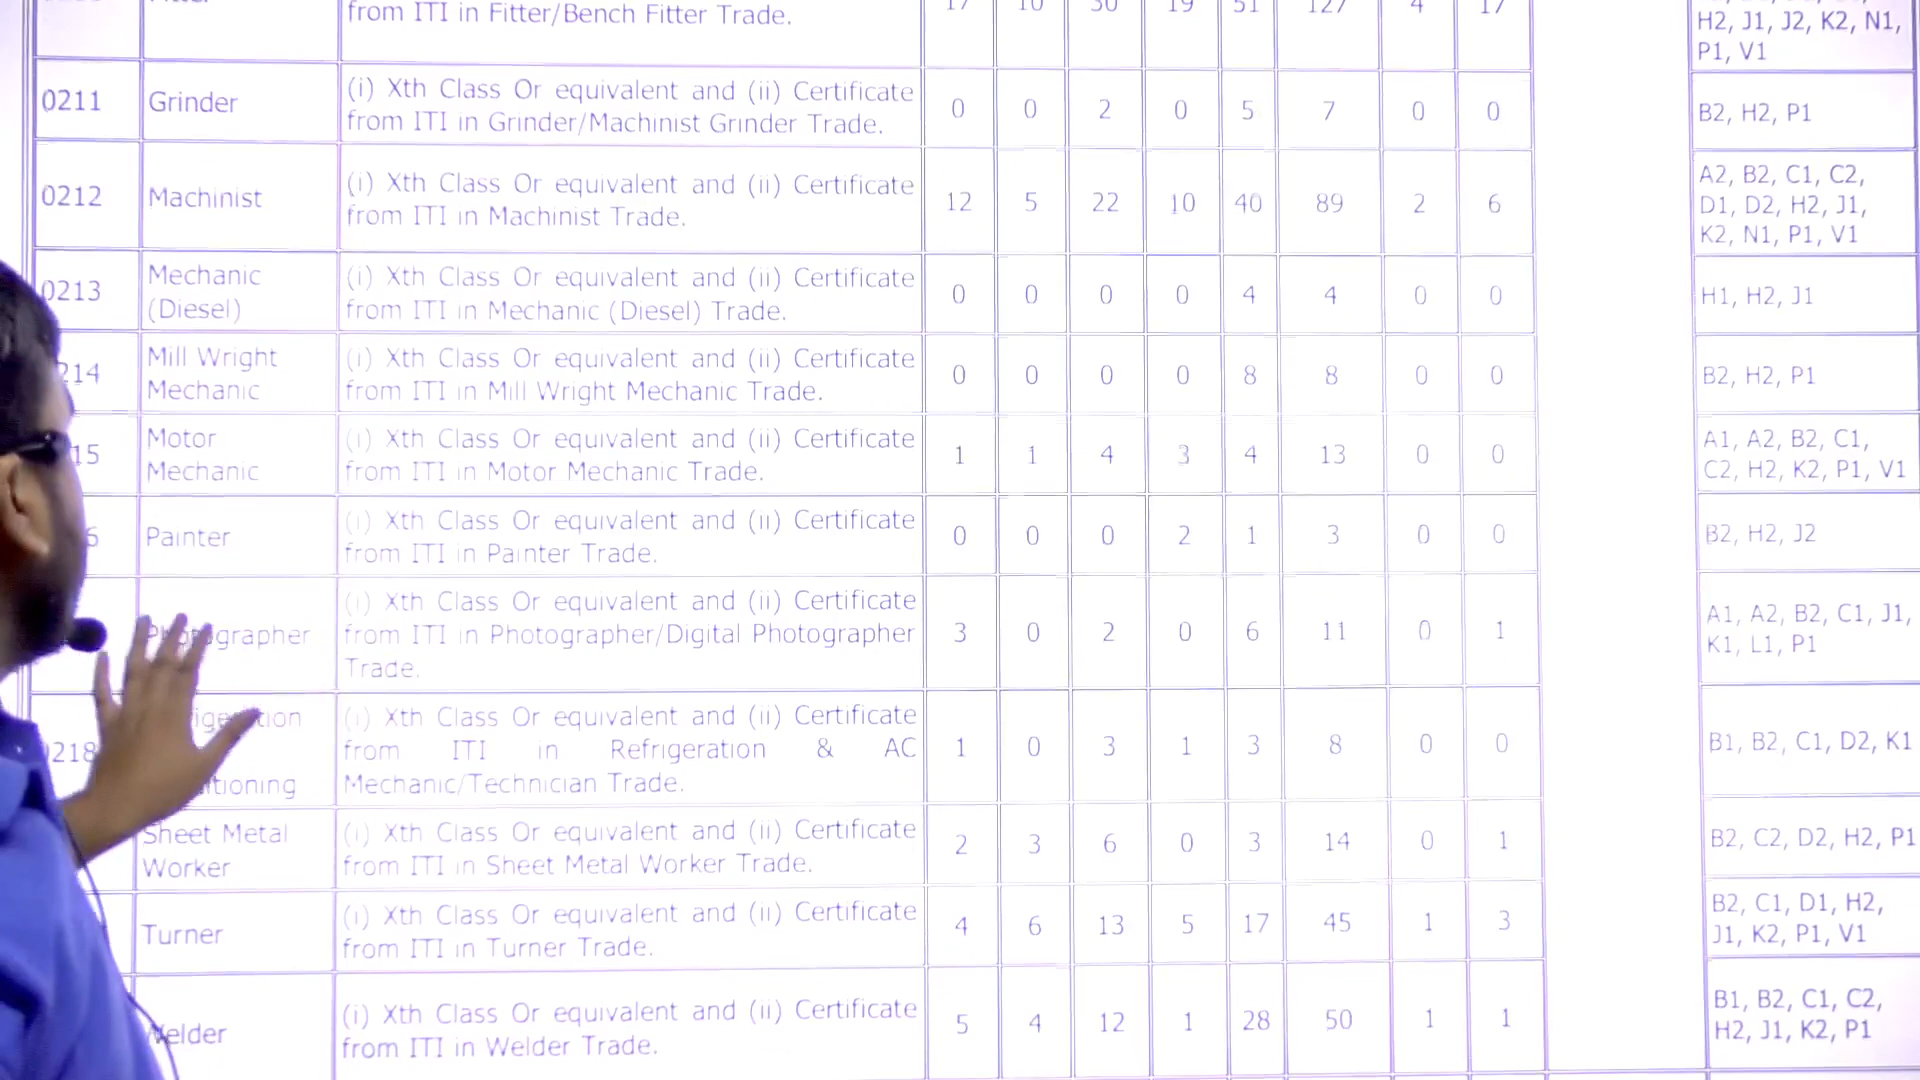 from ITI in Fitter/Bench Fitter Trade. 17 10 30 19 51 127 4 17
H2, J1, J2, K2, N1,
P1, V1
0211 Grinder (i) Xth Class Or equivalent and (ii) Certificate
from ITI in Grinder/Machinist Grinder Trade. 0 0 2 0 5 7 0 0 B2, H2, P1
0212 Machinist (i) Xth Class Or equivalent and (ii) Certificate
from ITI in Machinist Trade. 12 5 22 10 40 89 2 6
A2, B2, C1, C2,
D1, D2, H2, J1,
K2, N1, P1, V1
0213 Mechanic
(Diesel)
(i) Xth Class Or equivalent and (ii) Certificate
from ITI in Mechanic (Diesel) Trade. 0 0 0 0 4 4 0 0 H1, H2, J1
214 Mill Wright
Mechanic
(i) Xth Class Or equivalent and (ii) Certificate
from ITI in Mill Wright Mechanic Trade. 0 0 0 0 8 8 0 0 B2, H2, P1
15 Motor
Mechanic
(i) Xth Class Or equivalent and (ii) Certificate
from ITI in Motor Mechanic Trade. 1 1 4 3 4 13 0 0
A1, A2, B2, C1,
C2, H2, K2, P1, V1
6 Painter (i) Xth Class Or equivalent and (ii) Certificate
from ITI in Painter Trade. 0 0 0 2 1 3 0 0 B2, H2, J2
Photographer (i) Xth Class Or equivalent and (ii) Certificate
from ITI in Photographer/Digital Photographer
Trade. 3 0 2 0 6 11 0 1
A1, A2, B2, C1, J1,
K1, L1, P1
0218
tioning
(i) Xth Class Or equivalent and (ii) Certificate
from ITI in Refrigeration & AC
Mechanic/Technician Trade. 1 0 3 1 3 8 0 0 B1, B2, C1, D2, K1
Sheet Metal
Worker
(i) Xth Class Or equivalent and (ii) Certificate
from ITI in Sheet Metal Worker Trade. 2 3 6 0 3 14 0 1 B2, C2, D2, H2, P1
Turner (i) Xth Class Or equivalent and (ii) Certificate
from ITI in Turner Trade. 4 6 13 5 17 45 1 3
B2, C1, D1, H2,
J1, K2, P1, V1
Welder (i) Xth Class Or equivalent and (ii) Certificate
from ITI in Welder Trade. 5 4 12 1 28 50 1 1
B1, B2, C1, C2,
H2, J1, K2, P1